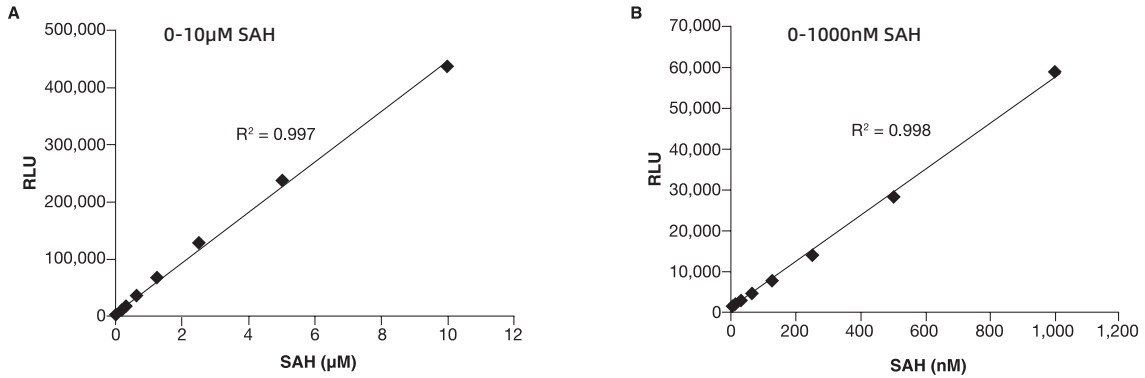 A
0-10µM SAH
500,000
400,000
300,000
200,000
100,000
0
RLU
R² = 0.997
0 2 4 6 8 10 12
SAH (µM)
B
0-1000nM SAH
70,000
60,000
50,000
40,000
30,000
20,000
10,000
0
RLU
R² = 0.998
0 200 400 600 800 1,000 1,200
SAH (nM)